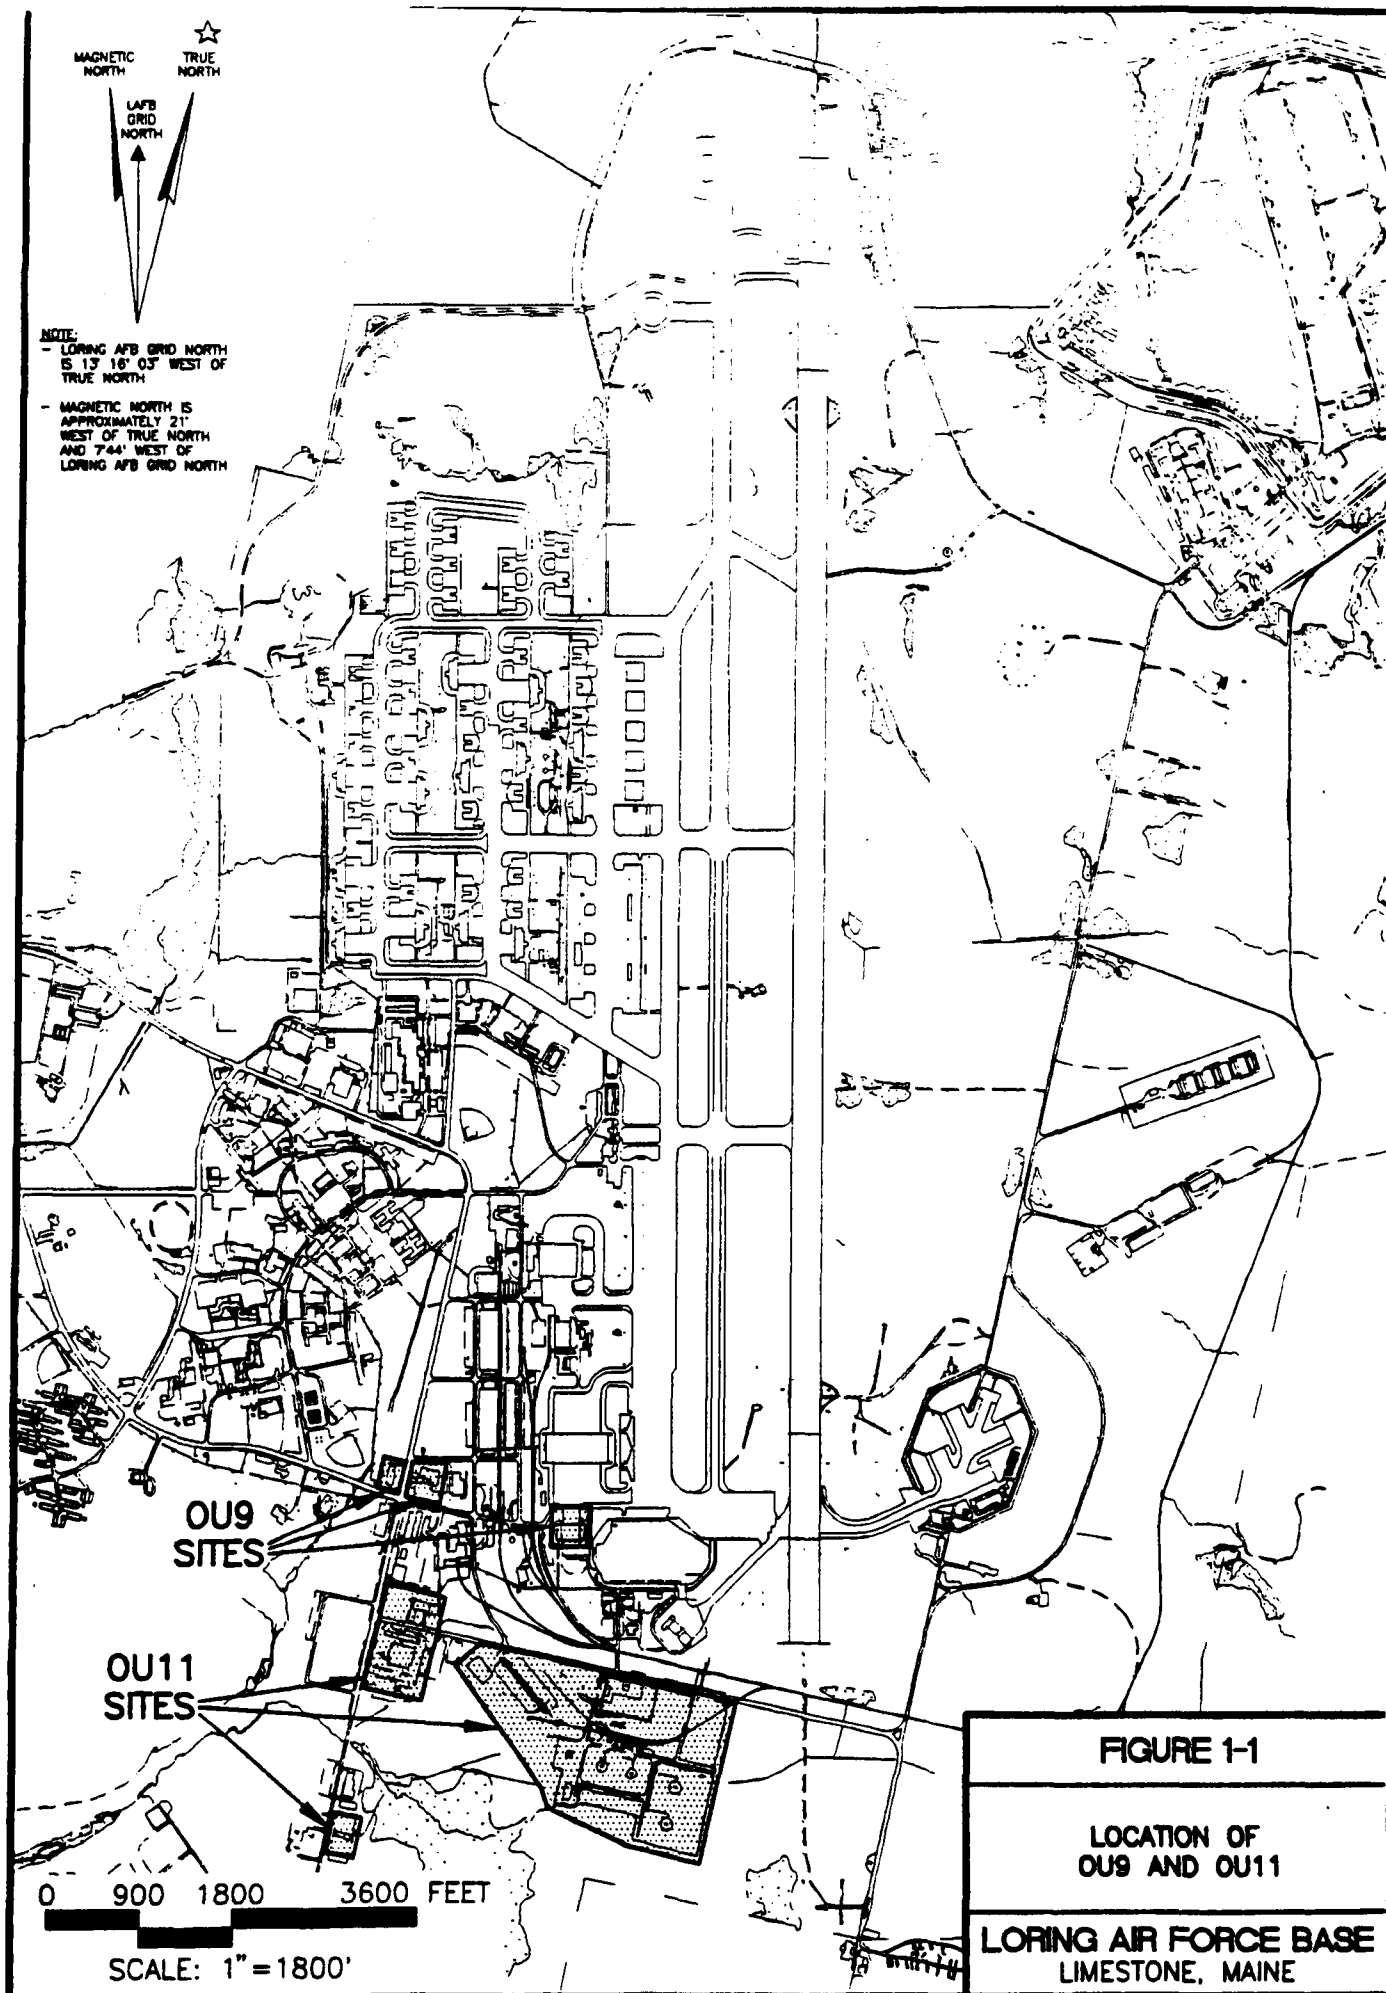 MAGNETIC
NORTH
TRUE
NORTH
LAFB
GRID
NORTH
NOTE:
- LORING AFB GRID NORTH
IS 13° 16' 03" WEST OF
TRUE NORTH
- MAGNETIC NORTH IS
APPROXIMATELY 21°
WEST OF TRUE NORTH
AND 7°44' WEST OF
LORING AFB GRID NORTH
OU9
SITES
OU11
SITES
0 900 1800 3600 FEET
SCALE: 1"=1800'
FIGURE 1-1
LOCATION OF
OU9 AND OU11
LORING AIR FORCE BASE
LIMESTONE, MAINE